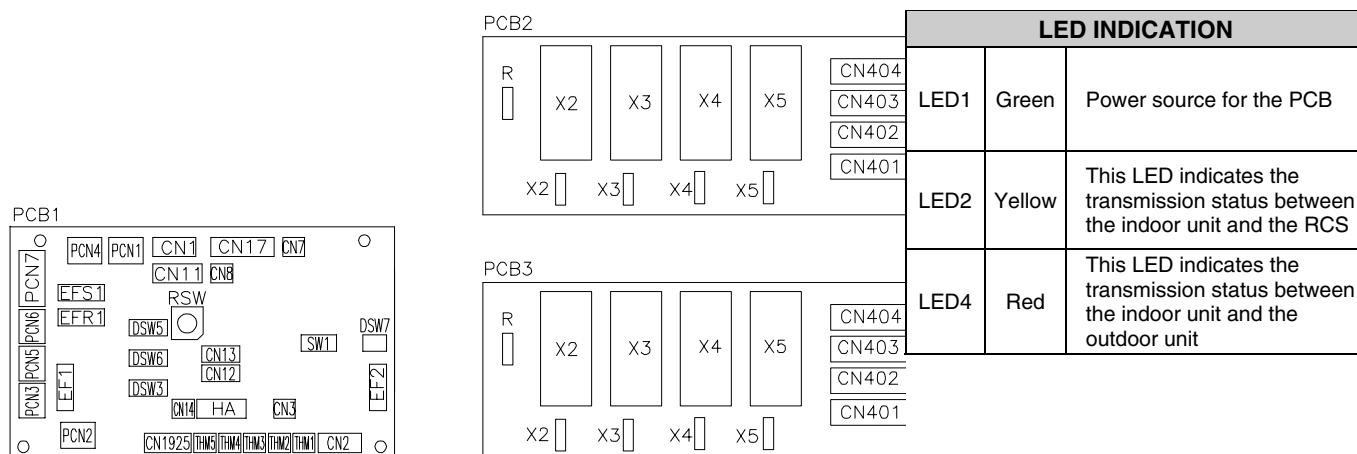 PCB2
R
X2 X3 X4 X5
CN404
CN403
CN402
CN401
X2 X3 X4 X5
LED INDICATION
LED1 Green Power source for the PCB
LED2 Yellow This LED indicates the
transmission status between
the indoor unit and the RCS
LED4 Red This LED indicates the
transmission status between
the indoor unit and the
outdoor unit
PCB1
PCN7 PCN4 PCN1 CN1 CN17 CN7
CN11 CN8
EFS1
RSW
EFR1
PCN6
DSW5
DSW7
SW1
PCN5
DSW6
CN13
CN12
PCN3
EF1
DSW3
EF2
CN14 HA CN3
PCN2
CN1925 THM5 THM4 THM3 THM2 THM1 CN2
PCB3
R
X2 X3 X4 X5
CN404
CN403
CN402
CN401
X2 X3 X4 X5